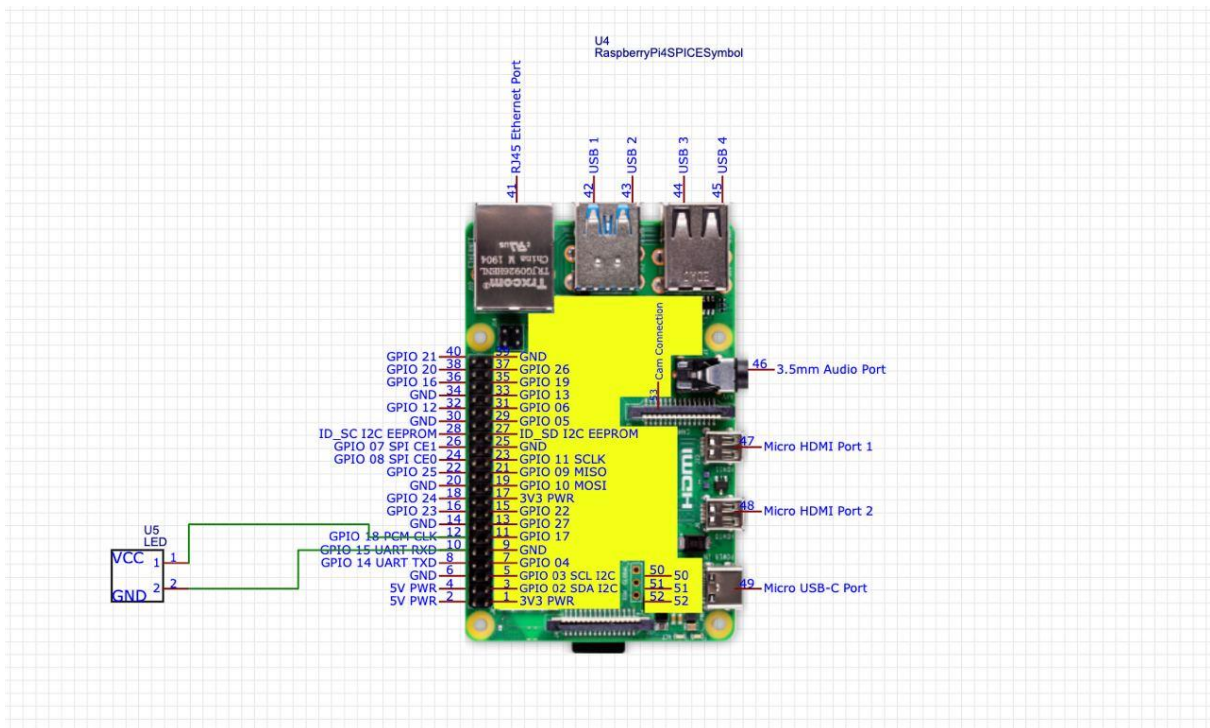 U4
RaspberryPi4SPICESymbol
41 RJ45 Ethernet Port
42 USB 1
43 USB 2
44 USB 3
45 USB 4
Trxcom
TRJG0926HENL
China M 1904
53 Cam Connection
46 3.5mm Audio Port
47 Micro HDMI Port 1
48 Micro HDMI Port 2
49 Micro USB-C Port
HDMI
GPIO 21 40 39 GND
GPIO 20 38 37 GPIO 26
GPIO 16 36 35 GPIO 19
GND 34 33 GPIO 13
GPIO 12 32 31 GPIO 06
GND 30 29 GPIO 05
ID_SC I2C EEPROM 28 27 ID_SD I2C EEPROM
GPIO 07 SPI CE1 26 25 GND
GPIO 08 SPI CE0 24 23 GPIO 11 SCLK
GPIO 25 22 21 GPIO 09 MISO
GND 20 19 GPIO 10 MOSI
GPIO 24 18 17 3V3 PWR
GPIO 23 16 15 GPIO 22
GND 14 13 GPIO 27
GPIO 18 PCM CLK 12 11 GPIO 17
GPIO 15 UART RXD 10 9 GND
GPIO 14 UART TXD 8 7 GPIO 04
GND 6 5 GPIO 03 SCL I2C
5V PWR 4 3 GPIO 02 SDA I2C
5V PWR 2 1 3V3 PWR
50 50
51 51
52 52
U5
LED
VCC 1 1
GND 2 2